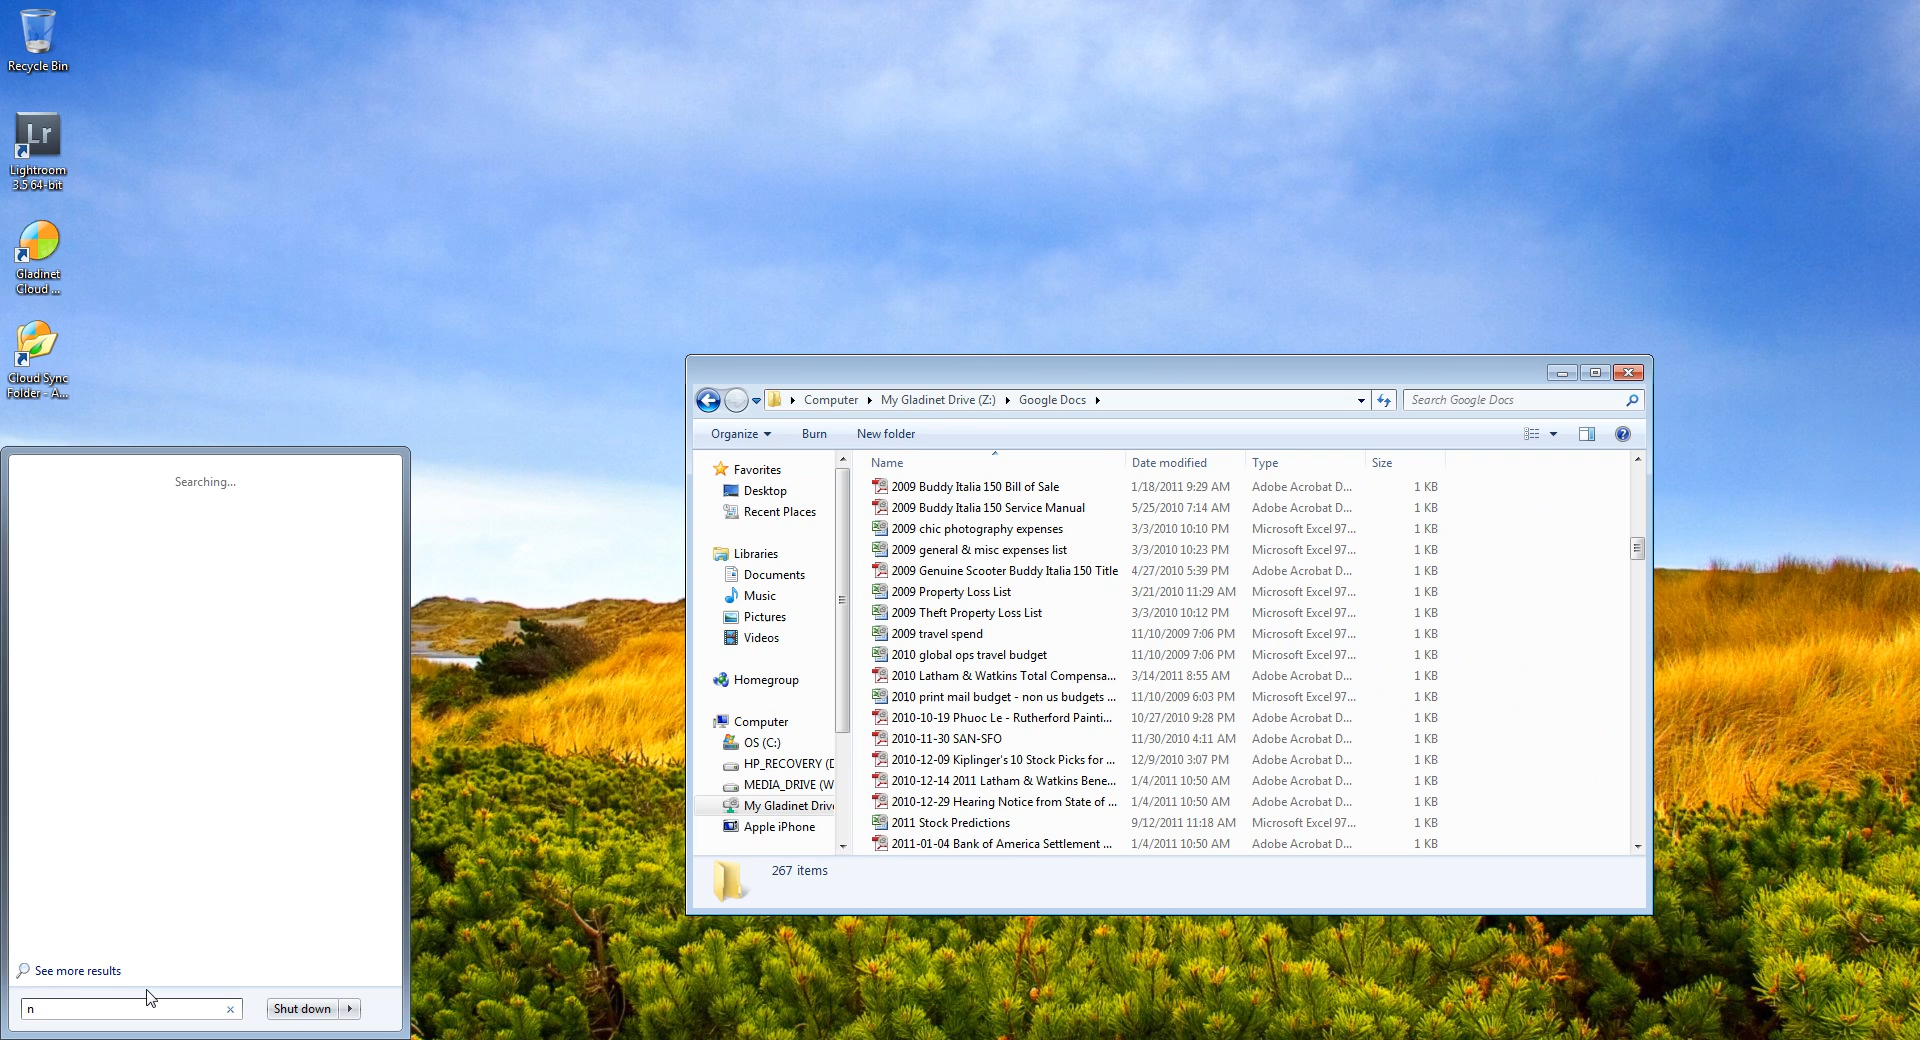 Recycle Bin
Lr
Lightroom
3.5 64-bit
Gladinet
Cloud ...
Cloud Sync
Folder - A...
Searching...
See more results
n
Shut down
Computer
My Gladinet Drive (Z:)
Google Docs
Search Google Docs
Organize
Burn
New folder
Favorites
Desktop
Recent Places
Libraries
Documents
Music
Pictures
Videos
Homegroup
Computer
OS (C:)
HP_RECOVERY (D
MEDIA_DRIVE (W
My Gladinet Drive
Apple iPhone
Name Date modified Type Size
2009 Buddy Italia 150 Bill of Sale 1/18/2011 9:29 AM Adobe Acrobat D... 1 KB
2009 Buddy Italia 150 Service Manual 5/25/2010 7:14 AM Adobe Acrobat D... 1 KB
2009 chic photography expenses 3/3/2010 10:10 PM Microsoft Excel 97... 1 KB
2009 general & misc expenses list 3/3/2010 10:23 PM Microsoft Excel 97... 1 KB
2009 Genuine Scooter Buddy Italia 150 Title 4/27/2010 5:39 PM Adobe Acrobat D... 1 KB
2009 Property Loss List 3/21/2010 11:29 AM Microsoft Excel 97... 1 KB
2009 Theft Property Loss List 3/3/2010 10:12 PM Microsoft Excel 97... 1 KB
2009 travel spend 11/10/2009 7:06 PM Microsoft Excel 97... 1 KB
2010 global ops travel budget 11/10/2009 7:06 PM Microsoft Excel 97... 1 KB
2010 Latham & Watkins Total Compensa... 3/14/2011 8:55 AM Adobe Acrobat D... 1 KB
2010 print mail budget - non us budgets ... 11/10/2009 6:03 PM Microsoft Excel 97... 1 KB
2010-10-19 Phuoc Le - Rutherford Painti... 10/27/2010 9:28 PM Adobe Acrobat D... 1 KB
2010-11-30 SAN-SFO 11/30/2010 4:11 AM Adobe Acrobat D... 1 KB
2010-12-09 Kiplinger's 10 Stock Picks for ... 12/9/2010 3:07 PM Adobe Acrobat D... 1 KB
2010-12-14 2011 Latham & Watkins Bene... 1/4/2011 10:50 AM Adobe Acrobat D... 1 KB
2010-12-29 Hearing Notice from State of ... 1/4/2011 10:50 AM Adobe Acrobat D... 1 KB
2011 Stock Predictions 9/12/2011 11:18 AM Microsoft Excel 97... 1 KB
2011-01-04 Bank of America Settlement ... 1/4/2011 10:50 AM Adobe Acrobat D... 1 KB
267 items